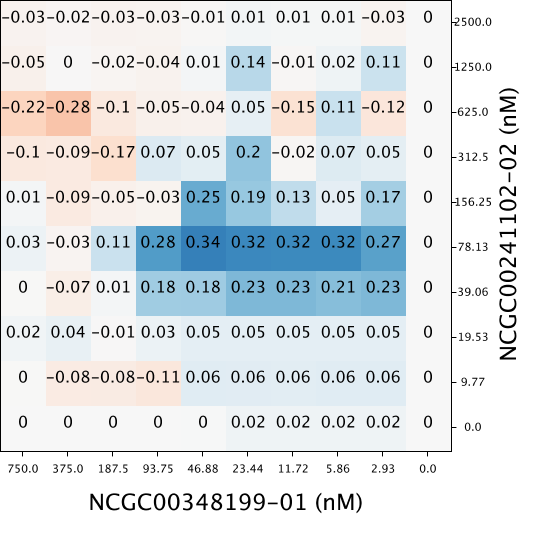 −0.03 −0.02 −0.03 −0.03 −0.01 0.01 0.01 0.01 −0.03 0 2500.0
−0.05 0 −0.02 −0.04 0.01 0.14 −0.01 0.02 0.11 0 1250.0
−0.22 −0.28 −0.1 −0.05 −0.04 0.05 −0.15 0.11 −0.12 0 625.0
−0.1 −0.09 −0.17 0.07 0.05 0.2 −0.02 0.07 0.05 0 312.5
0.01 −0.09 −0.05 −0.03 0.25 0.19 0.13 0.05 0.17 0 156.25
0.03 −0.03 0.11 0.28 0.34 0.32 0.32 0.32 0.27 0 78.13
0 −0.07 0.01 0.18 0.18 0.23 0.23 0.21 0.23 0 39.06
0.02 0.04 −0.01 0.03 0.05 0.05 0.05 0.05 0.05 0 19.53
0 −0.08 −0.08 −0.11 0.06 0.06 0.06 0.06 0.06 0 9.77
0 0 0 0 0 0.02 0.02 0.02 0.02 0 0.0
750.0 375.0 187.5 93.75 46.88 23.44 11.72 5.86 2.93 0.0
NCGC00348199−01 (nM)
NCGC00241102−02 (nM)